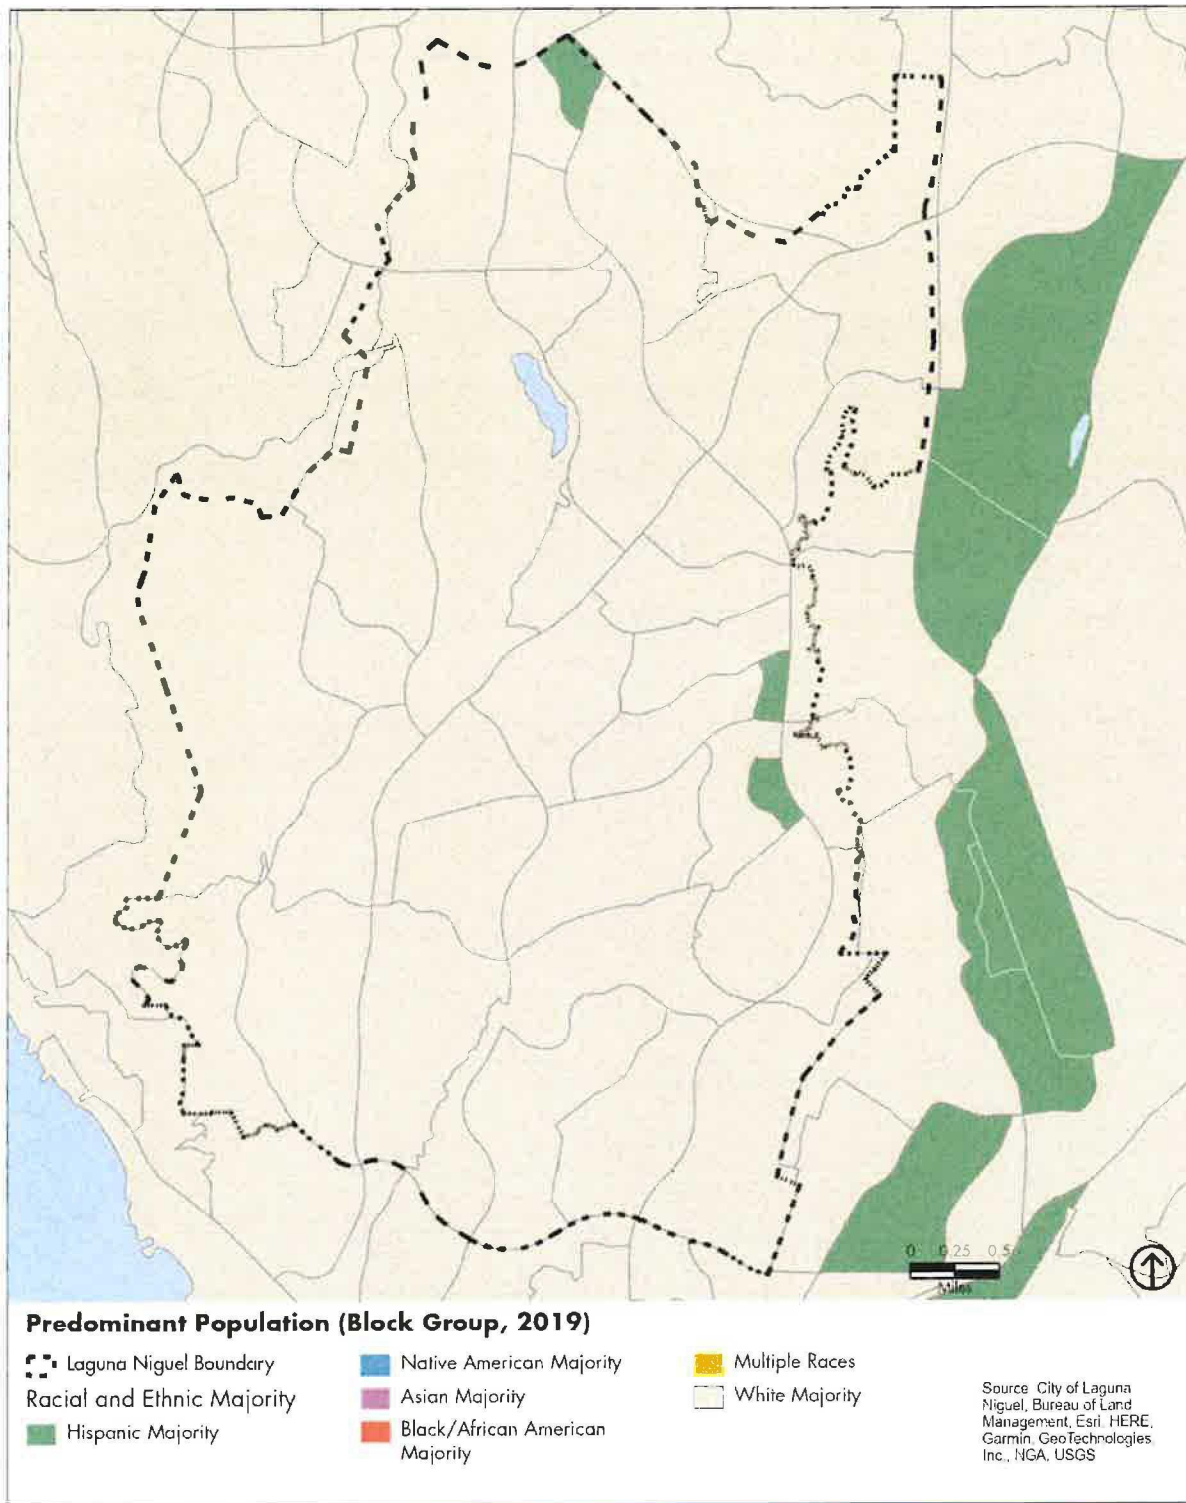 0 0.25 0.5
Miles
Predominant Population (Block Group, 2019)
Laguna Niguel Boundary
Racial and Ethnic Majority
Hispanic Majority
Native American Majority
Asian Majority
Black/African American
Majority
Multiple Races
White Majority
Source City of Laguna
Niguel, Bureau of Land
Management, Esri, HERE,
Garmin, GeoTechnologies,
Inc., NGA, USGS